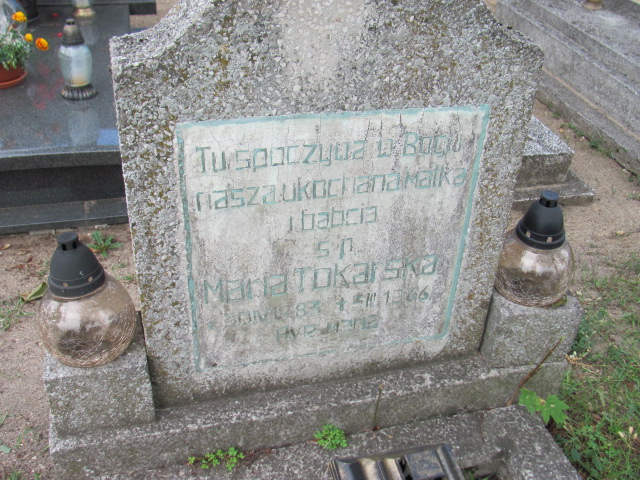 Tu spoczywa w Bogu
nasza ukochana matka
i babcia
ś.p.
Maria Tokarska